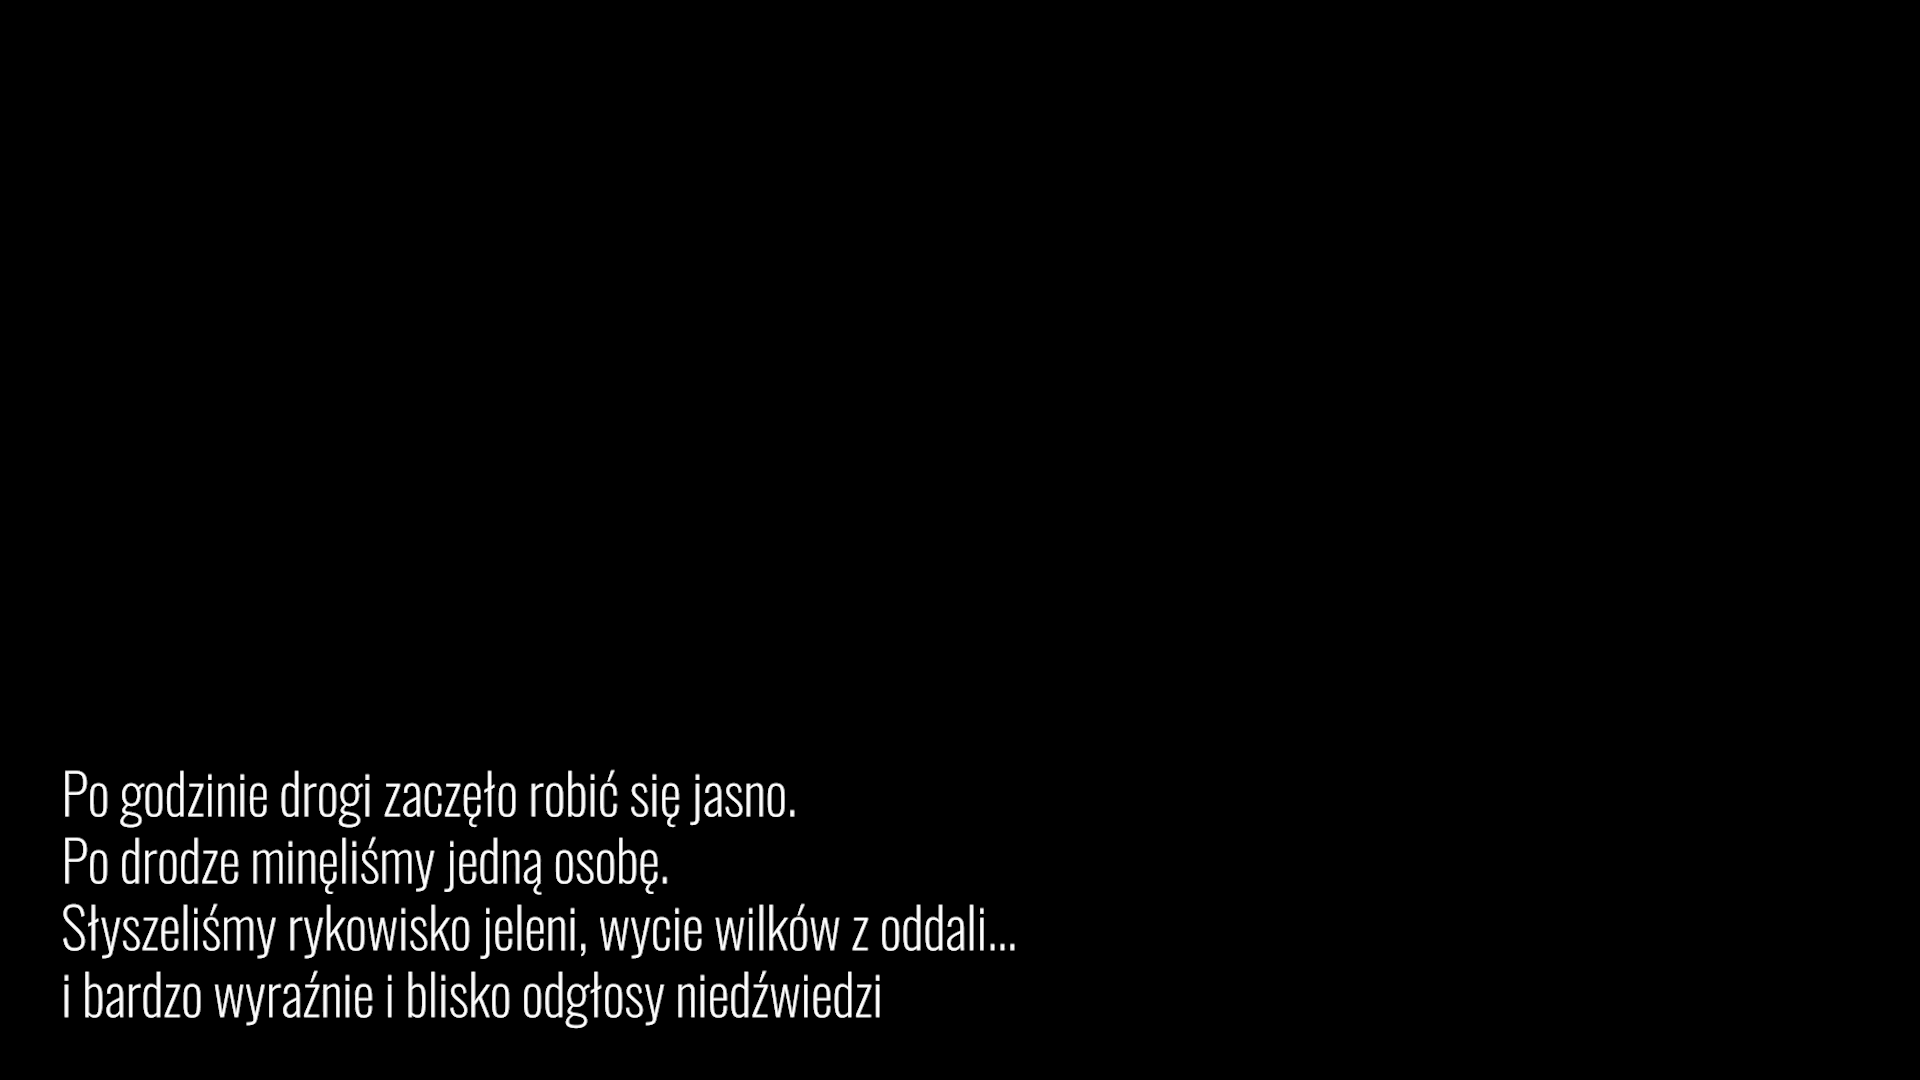 Po godzinie drogi zaczęło robić się jasno.
Po drodze minęliśmy jedną osobę.
Słyszeliśmy rykowisko jeleni, wycie wilków z oddali...
i bardzo wyraźnie i blisko odgłosy niedźwiedzi